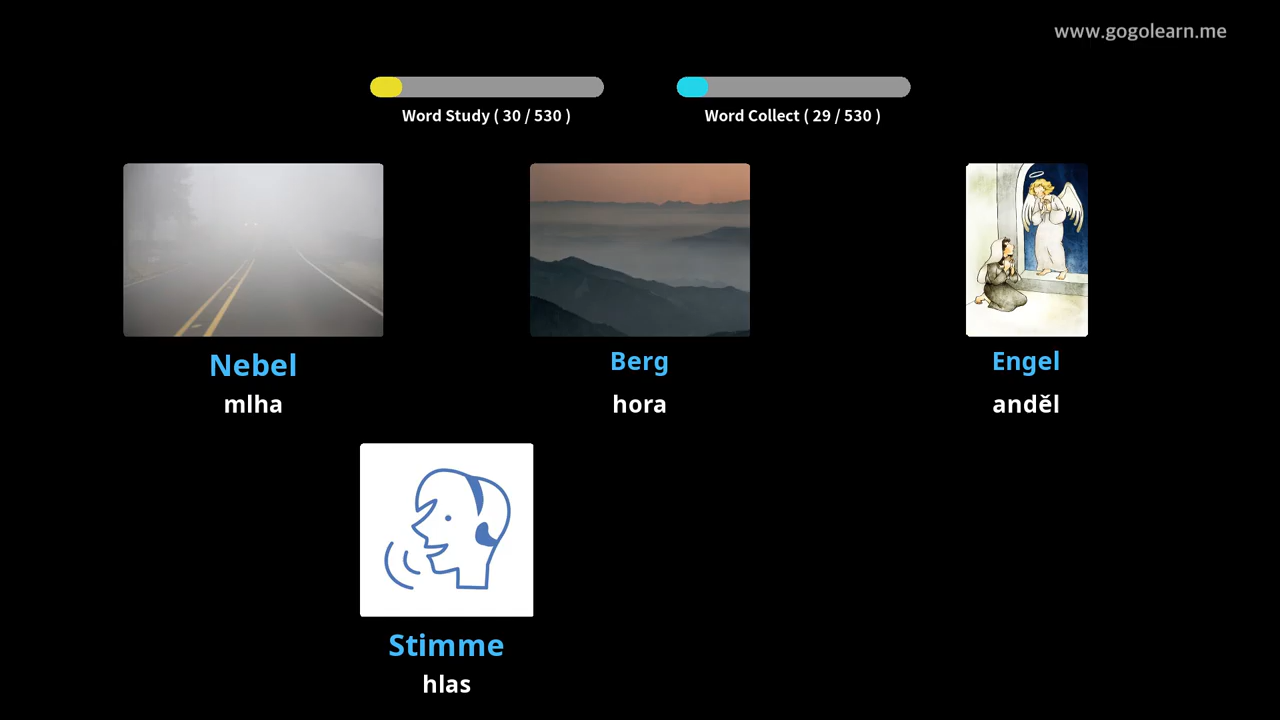 www.gogolearn.me
Word Study ( 30 / 530 )
Word Collect ( 29 / 530 )
Nebel
mlha
Berg
hora
Engel
anděl
Stimme
hlas